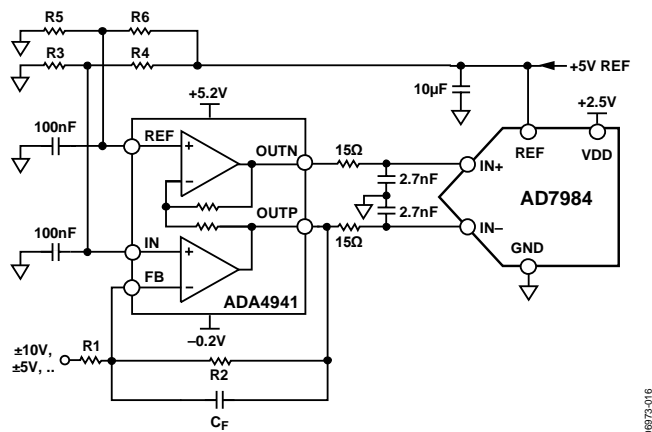 R5 R6
R3 R4
+5V REF
10µF
+5.2V
+2.5V
100nF
REF
OUTN
15Ω
IN+
REF
VDD
2.7nF
AD7984
OUTP
2.7nF
15Ω
IN–
100nF
IN
FB
GND
ADA4941
–0.2V
±10V,
±5V, ..
R1
R2
CF
06973-016